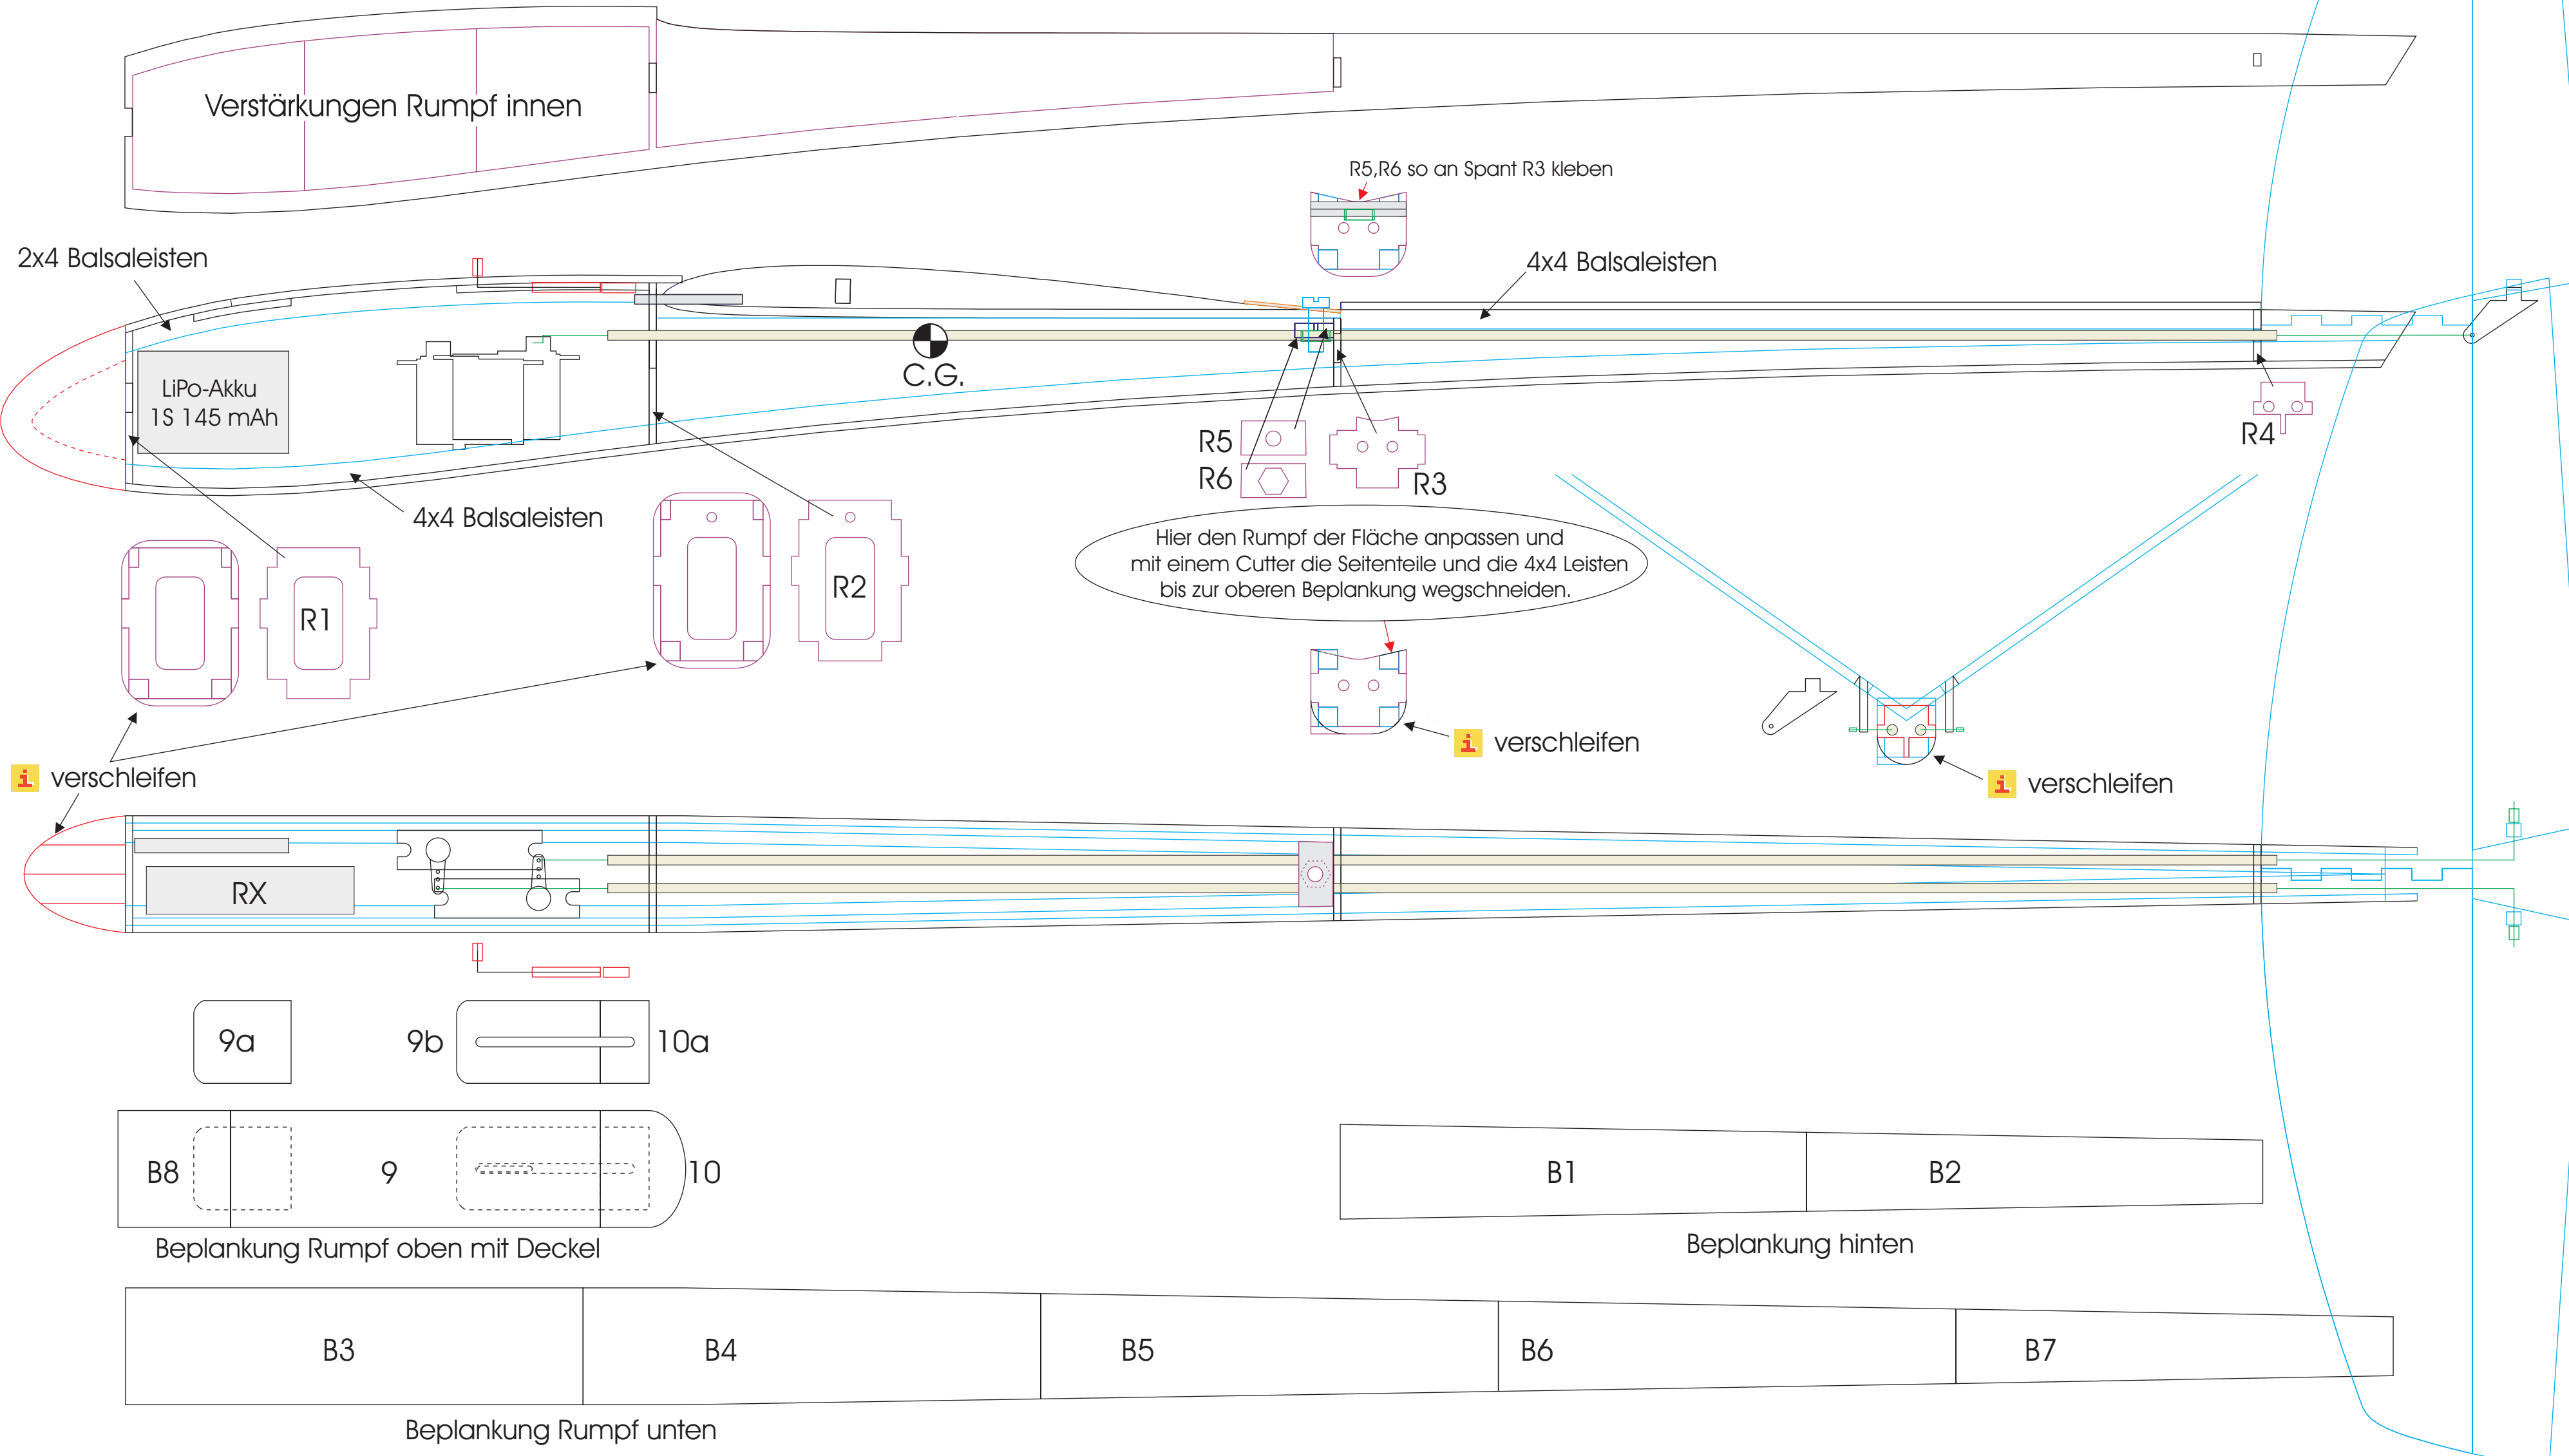 Verstärkungen Rumpf innen
R5,R6 so an Spant R3 kleben
2x4 Balsaleisten
4x4 Balsaleisten
LiPo-Akku
1S 145 mAh
C.G.
R5
R6
R3
R4
4x4 Balsaleisten
Hier den Rumpf der Fläche anpassen und
mit einem Cutter die Seitenteile und die 4x4 Leisten
bis zur oberen Beplankung wegschneiden.
R1
R2
i verschleifen
i verschleifen
i verschleifen
RX
9a
9b
10a
B8
9
10
Beplankung Rumpf oben mit Deckel
B1
B2
Beplankung hinten
B3
B4
B5
B6
B7
Beplankung Rumpf unten